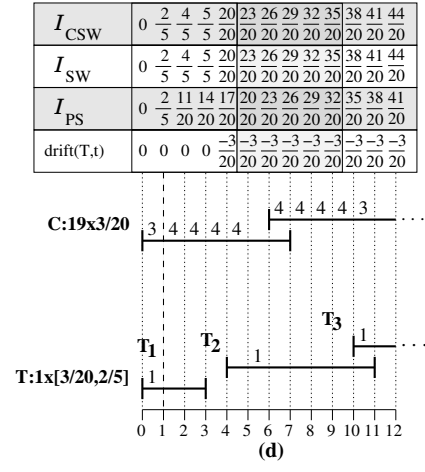 I_CSW 0 2/5 4/5 5/5 20/20 23/20 26/20 29/20 32/20 35/20 38/20 41/20 44/20
I_SW 0 2/5 4/5 5/5 20/20 23/20 26/20 29/20 32/20 35/20 38/20 41/20 44/20
I_PS 0 2/5 11/20 14/20 17/20 20/20 23/20 26/20 29/20 32/20 35/20 38/20 41/20
drift(T,t) 0 0 0 0 -3/20 -3/20 -3/20 -3/20 -3/20 -3/20 -3/20 -3/20 -3/20
4 4 4 4 3 ...
C:19x3/20 3 4 4 4 4
T1 T2 T3
1 ...
1
T:1x[3/20,2/5] 1
0 1 2 3 4 5 6 7 8 9 10 11 12
(d)